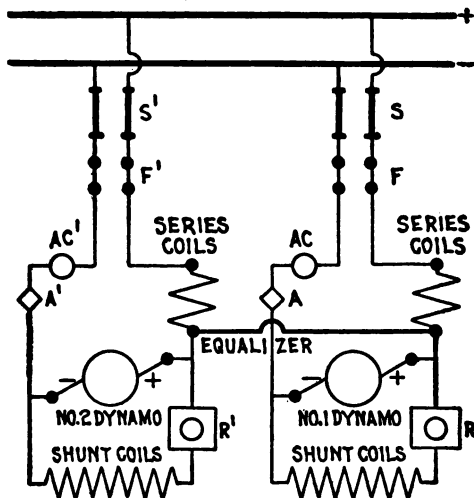 +
−
S'
S
F'
F
AC'
SERIES
COILS
AC
SERIES
COILS
A'
A
EQUALIZER
− +
− +
NO.2 DYNAMO
R'
NO.1 DYNAMO
R
SHUNT COILS
SHUNT COILS